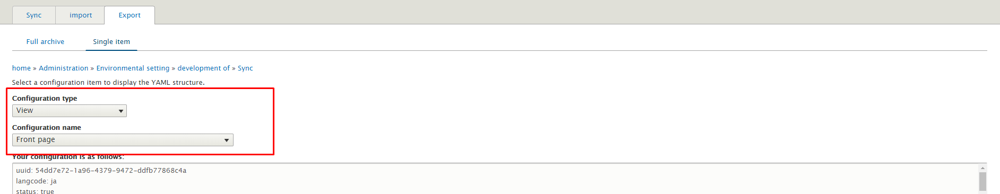 Sync import Export
Full archive Single item
home » Administration » Environmental setting » development of » Sync
Select a configuration item to display the YAML structure.
Configuration type
View
Configuration name
Front page
Your configuration is as follows:
uuid: 54dd7e72-1a96-4379-9472-ddfb77868c4a
langcode: ja
status: true